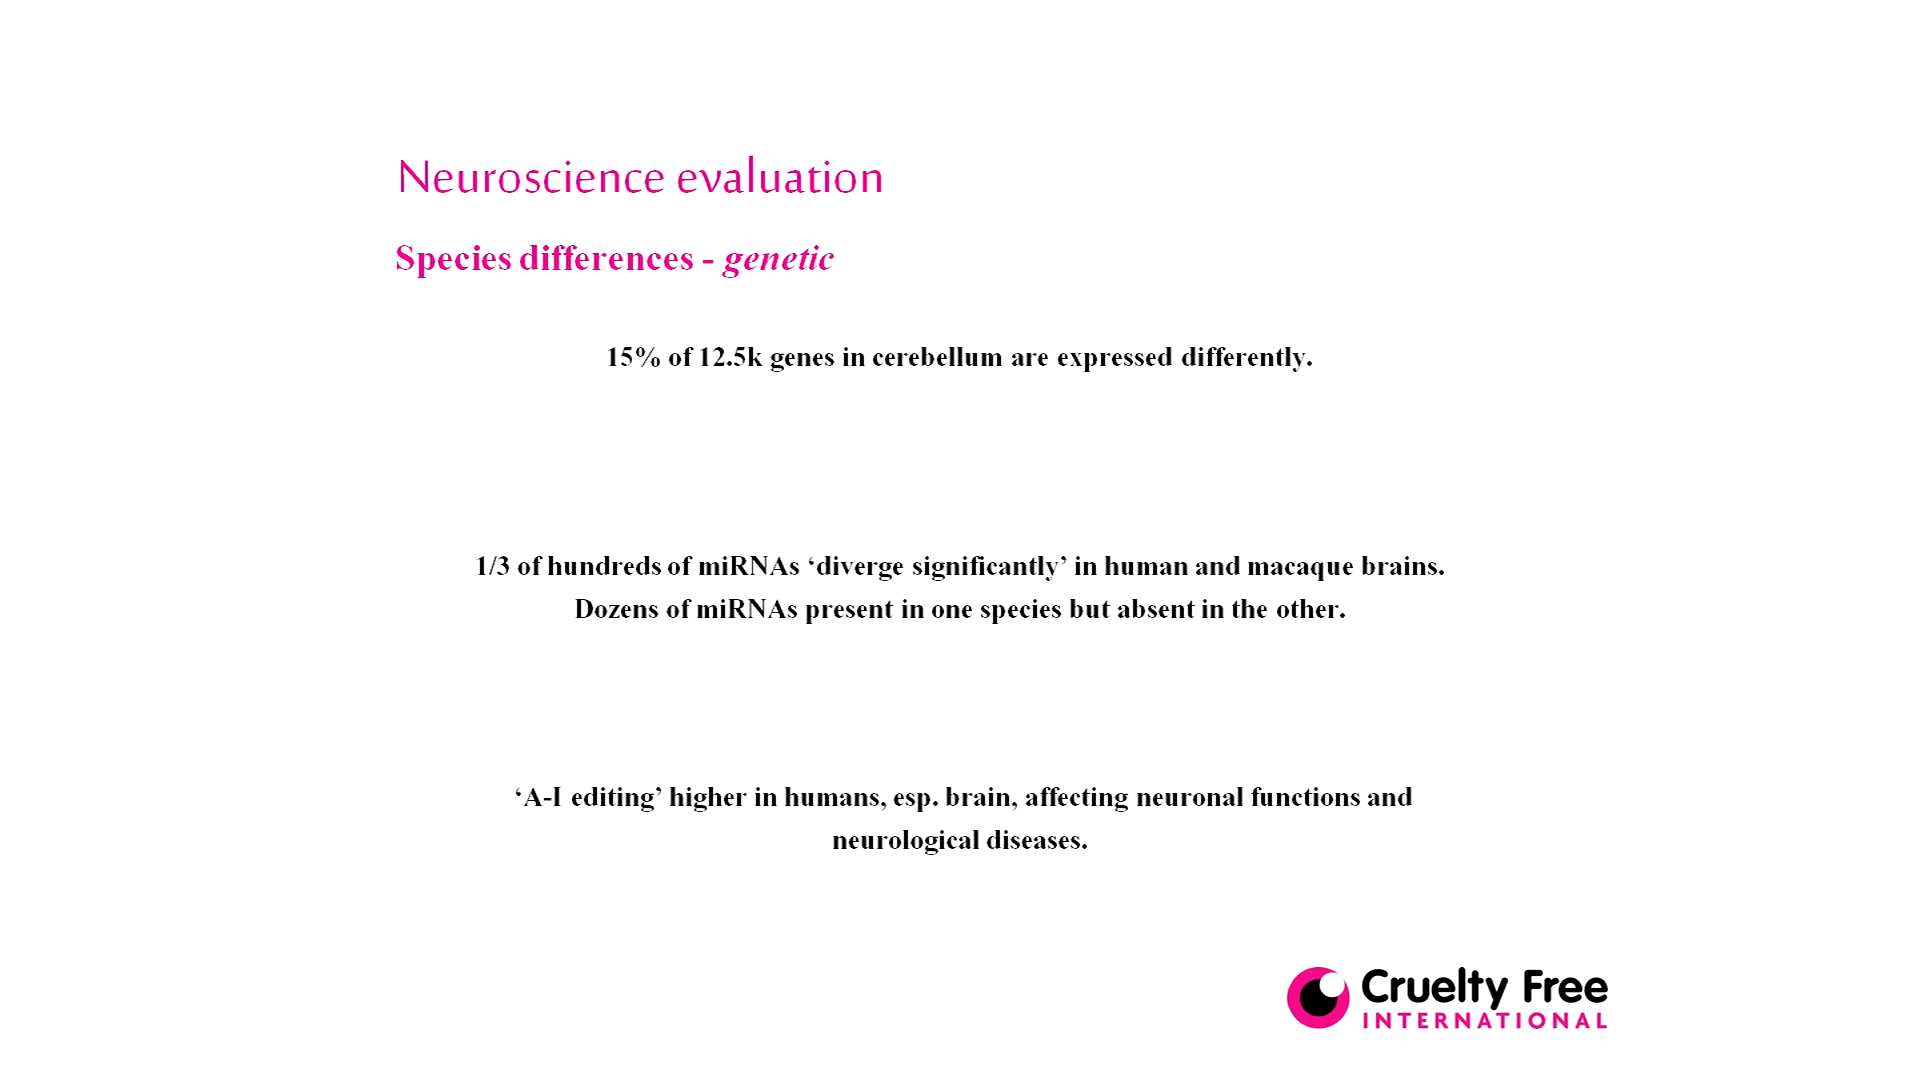 Neuroscience evaluation
Species differences - genetic
15% of 12.5k genes in cerebellum are expressed differently.
1/3 of hundreds of miRNAs ‘diverge significantly’ in human and macaque brains.
Dozens of miRNAs present in one species but absent in the other.
‘A-I editing’ higher in humans, esp. brain, affecting neuronal functions and
neurological diseases.
Cruelty Free
INTERNATIONAL